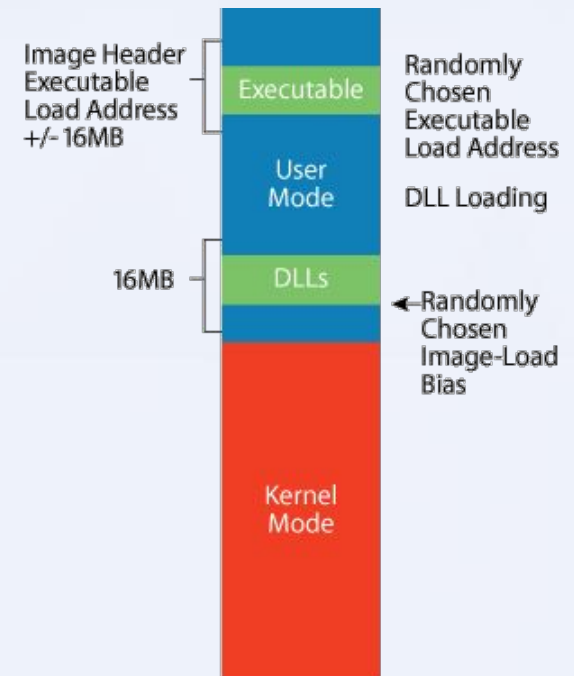 Image Header
Executable
Load Address
+/- 16MB
Executable
Randomly
Chosen
Executable
Load Address
User
Mode
DLL Loading
16MB
DLLs
Randomly
Chosen
Image-Load
Bias
Kernel
Mode